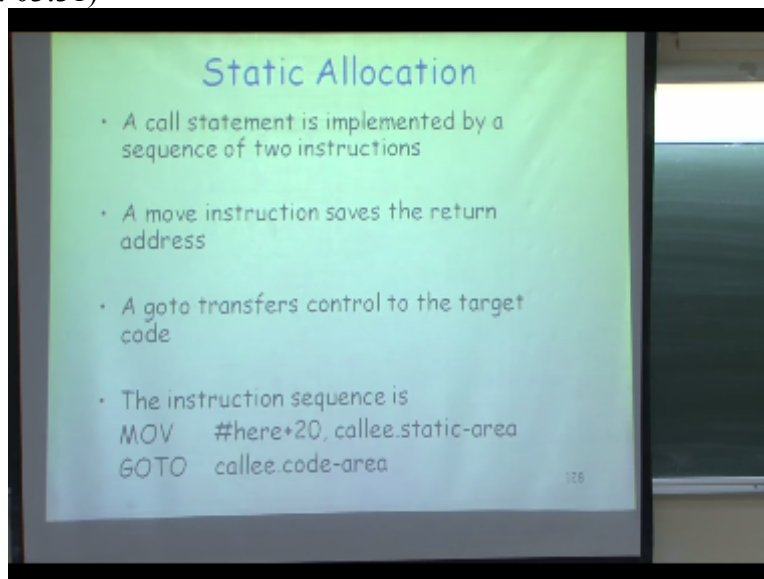 03:31)
Static Allocation
• A call statement is implemented by a
sequence of two instructions
• A move instruction saves the return
address
• A goto transfers control to the target
code
• The instruction sequence is
MOV #here+20, callee.static-area
GOTO callee.code-area
128